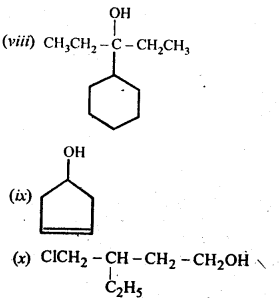 OH
(viii) CH₃CH₂-C-CH₂CH₃
OH
(ix)
(x) ClCH₂-CH-CH₂-CH₂OH
C₂H₅